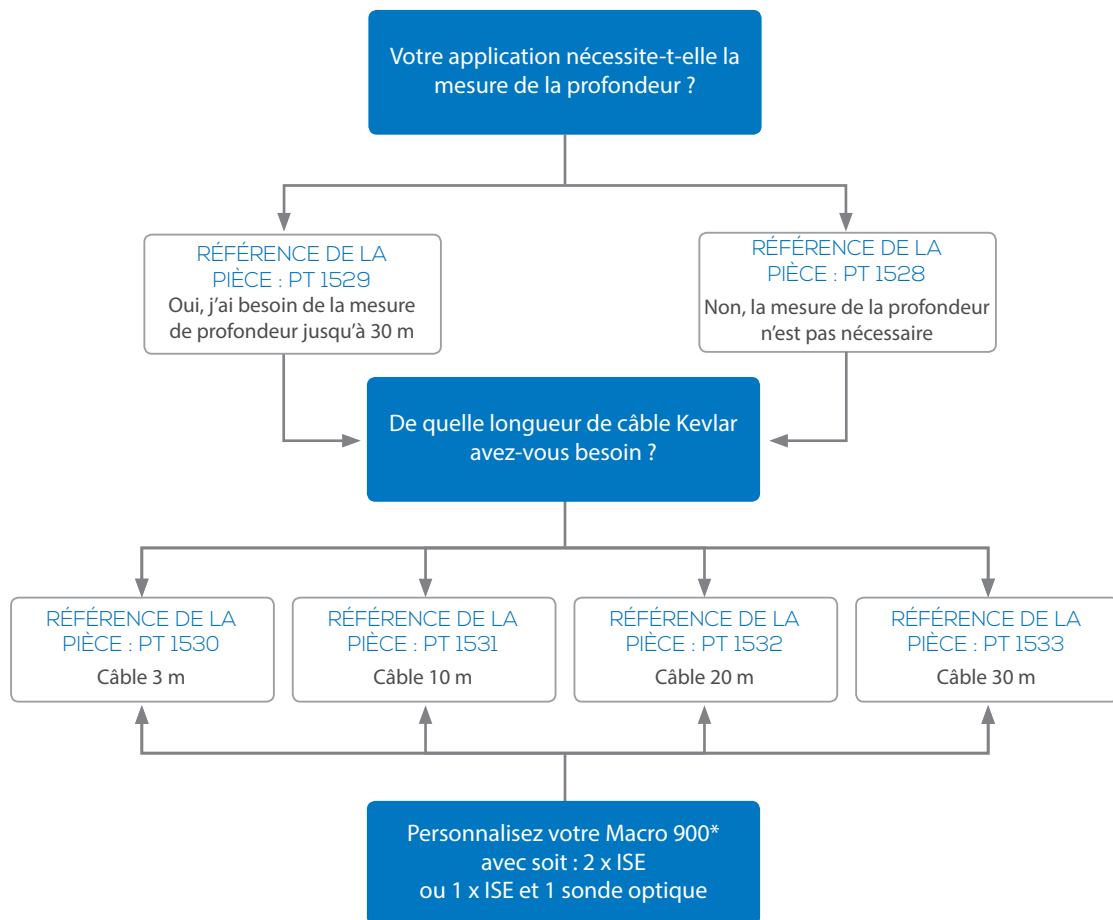 Votre application nécessite-t-elle la
mesure de la profondeur ?
RÉFÉRENCE DE LA
PIÈCE : PT 1529
Oui, j'ai besoin de la mesure
de profondeur jusqu'à 30 m
RÉFÉRENCE DE LA
PIÈCE : PT 1528
Non, la mesure de la profondeur
n'est pas nécessaire
De quelle longueur de câble Kevlar
avez-vous besoin ?
RÉFÉRENCE DE LA
PIÈCE : PT 1530
Câble 3 m
RÉFÉRENCE DE LA
PIÈCE : PT 1531
Câble 10 m
RÉFÉRENCE DE LA
PIÈCE : PT 1532
Câble 20 m
RÉFÉRENCE DE LA
PIÈCE : PT 1533
Câble 30 m
Personnalisez votre Macro 900*
avec soit : 2 x ISE
ou 1 x ISE et 1 sonde optique